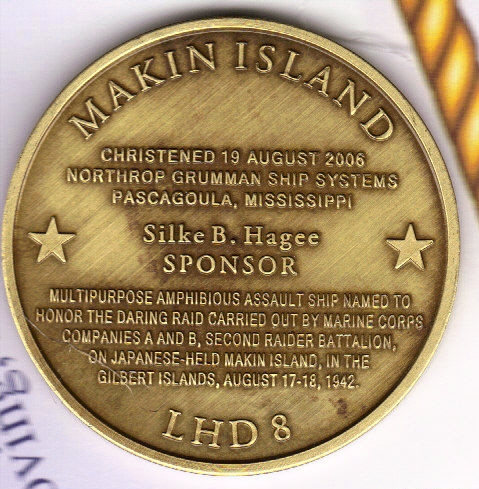 MAKIN ISLAND
CHRISTENED 19 AUGUST 2006
NORTHROP GRUMMAN SHIP SYSTEMS
PASCAGOULA, MISSISSIPPI
Silke B. Hagee
SPONSOR
MULTIPURPOSE AMPHIBIOUS ASSAULT SHIP NAMED TO
HONOR THE DARING RAID CARRIED OUT BY MARINE CORPS
COMPANIES A AND B, SECOND RAIDER BATTALION,
ON JAPANESE-HELD MAKIN ISLAND, IN THE
GILBERT ISLANDS, AUGUST 17-18, 1942.
LHD 8